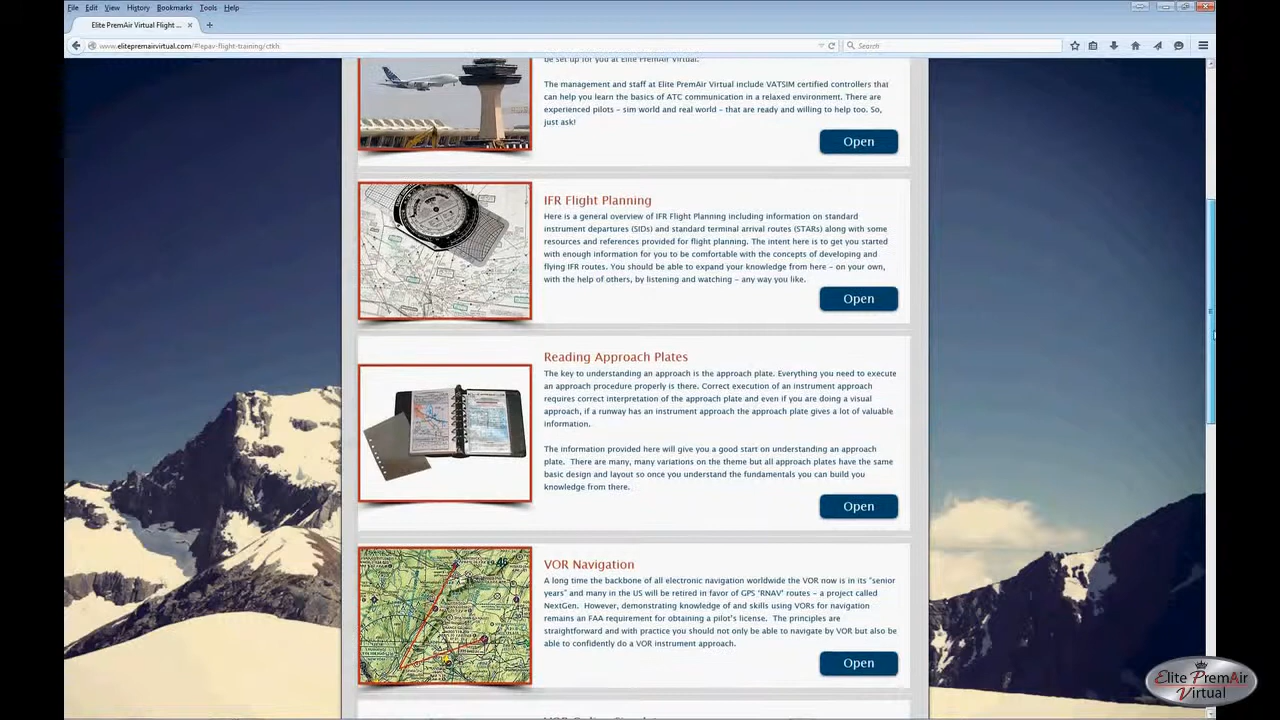 File Edit View History Bookmarks Tools Help
Elite PremAir Virtual Flight ...
www.elitepremairvirtual.com/#!epav-flight-training/ctkh
Search
be set up for you at Elite PremAir Virtual.
The management and staff at Elite PremAir Virtual include VATSIM certified controllers
that can help you learn the basics of ATC communication in a relaxed environment. There are
experienced pilots – sim world and real world – that are ready and willing to help too. So,
just ask!
Open
IFR Flight Planning
Here is a general overview of IFR Flight Planning including information on standard
instrument departures (SIDs) and standard terminal arrival routes (STARs) along with some
resources and references provided for flight planning. The intent here is to get you started
with enough information for you to be comfortable with the concepts of developing and
flying IFR routes. You should be able to expand your knowledge from here – on your own,
with the help of others, by listening and watching – any way you like.
Open
Reading Approach Plates
The key to understanding an approach is the approach plate. Everything you need to execute
an approach procedure properly is there. Correct execution of an instrument approach
requires correct interpretation of the approach plate and even if you are doing a visual
approach, if a runway has an instrument approach the approach plate gives a lot of valuable
information.
The information provided here will give you a good start on understanding an approach
plate. There are many, many variations on the theme but all approach plates have the same
basic design and layout so once you understand the fundamentals you can build you
knowledge from there.
Open
VOR Navigation
A long time the backbone of all electronic navigation worldwide the VOR now is in its "senior
years" and many in the US will be retired in favor of GPS 'RNAV' routes – a project called
NextGen. However, demonstrating knowledge of and skills using VORs for navigation
remains an FAA requirement for obtaining a pilot's license. The principles are
straightforward and with practice you should not only be able to navigate by VOR but also be
able to confidently do a VOR instrument approach.
Open
Elite PremAir
Virtual